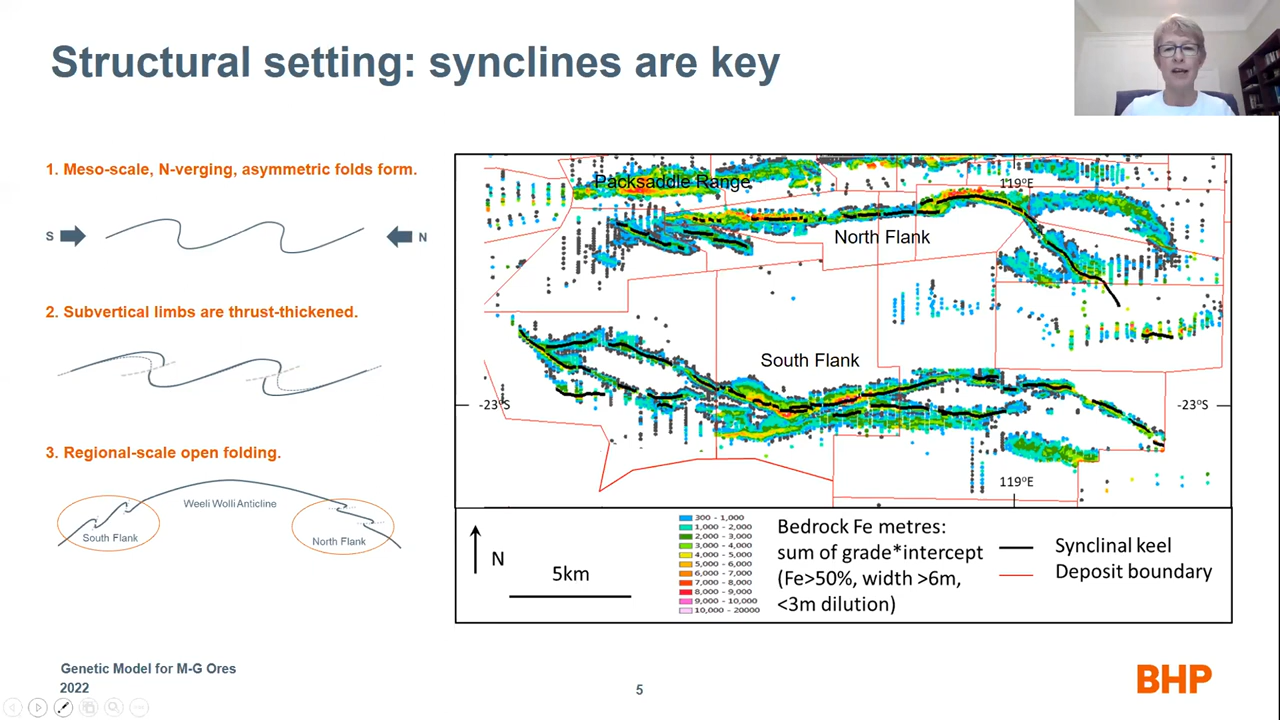 Structural setting: synclines are key
1. Meso-scale, N-verging, asymmetric folds form.
S
N
2. Subvertical limbs are thrust-thickened.
3. Regional-scale open folding.
Weeli Wolli Anticline
South Flank
North Flank
Packsaddle Range
119°E
North Flank
South Flank
-23°S
-23°S
119°E
N
5km
300 - 1,000
1,000 - 2,000
2,000 - 3,000
3,000 - 4,000
4,000 - 5,000
5,000 - 6,000
6,000 - 7,000
7,000 - 8,000
8,000 - 9,000
9,000 - 10,000
10,000 - 20000
Bedrock Fe metres:
sum of grade*intercept
(Fe>50%, width >6m,
<3m dilution)
Synclinal keel
Deposit boundary
Genetic Model for M-G Ores
2022
5
BHP